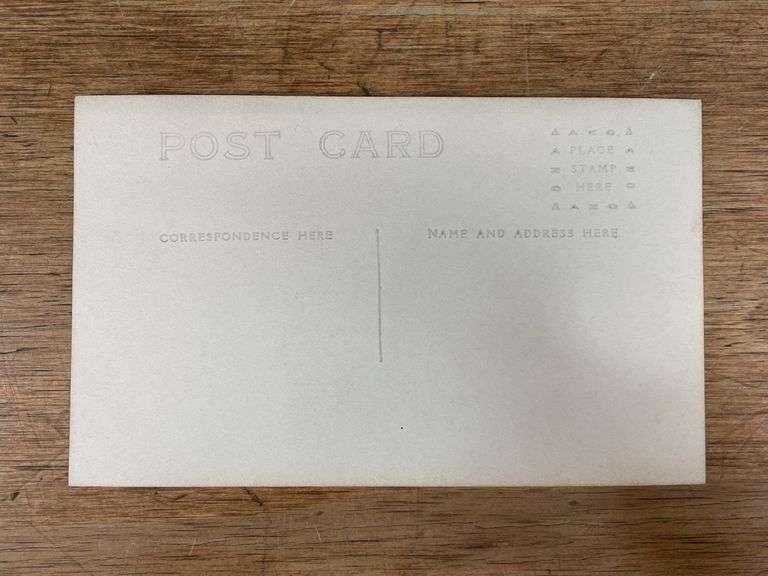 POST CARD
PLACE
STAMP
HERE
CORRESPONDENCE HERE
NAME AND ADDRESS HERE